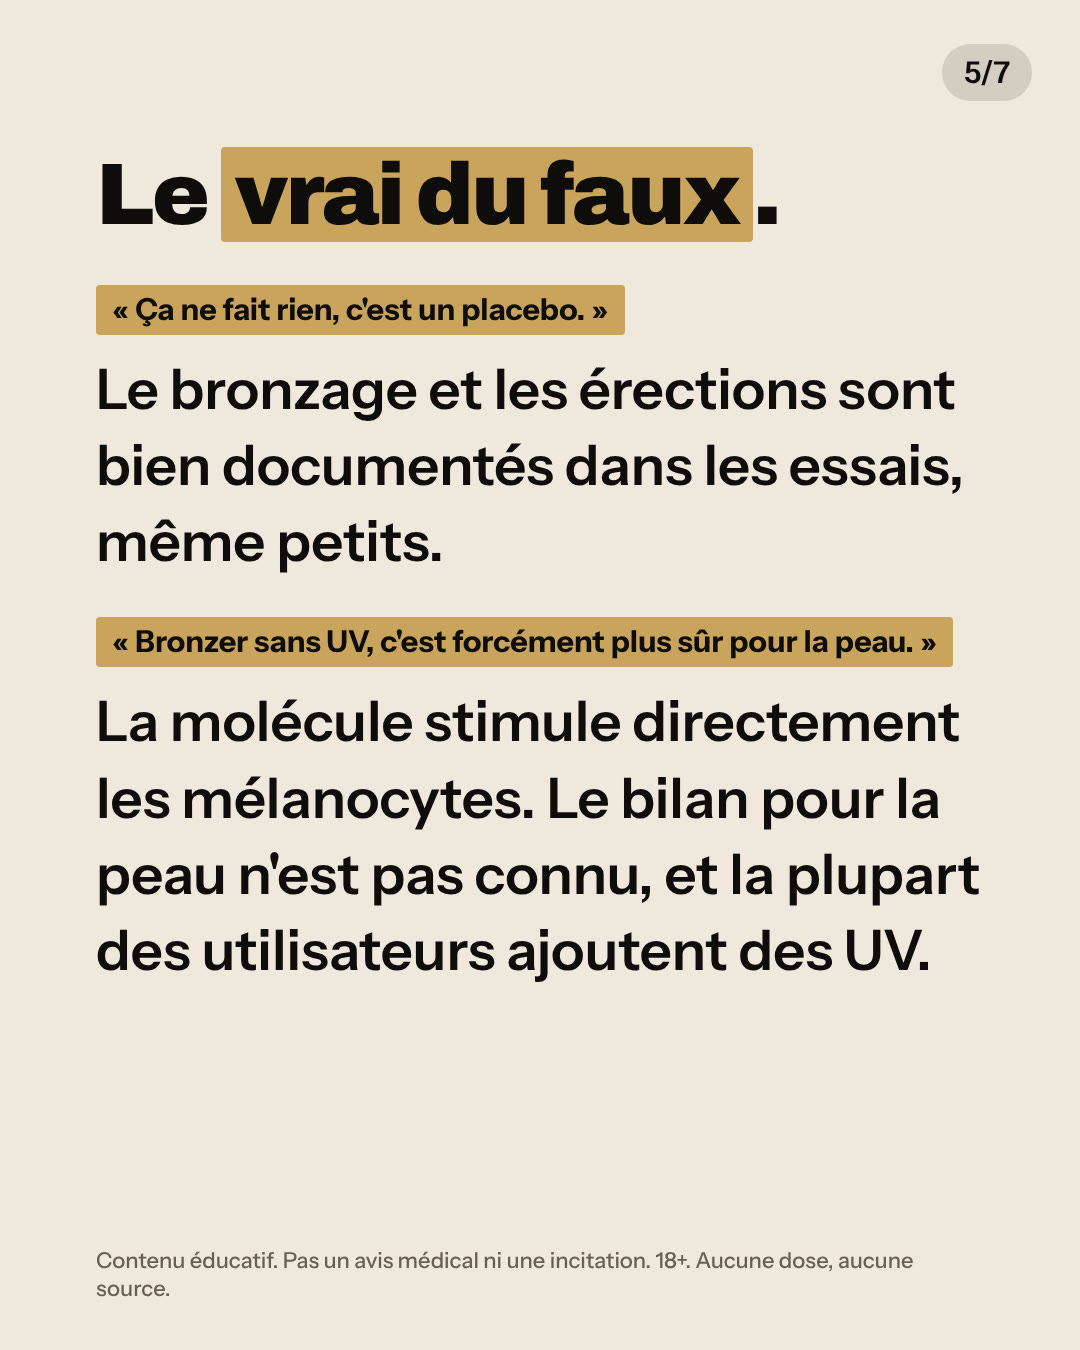 5/7
Le vrai du faux.
« Ça ne fait rien, c'est un placebo. »
Le bronzage et les érections sont
bien documentés dans les essais,
même petits.
« Bronzer sans UV, c'est forcément plus sûr pour la peau. »
La molécule stimule directement
les mélanocytes. Le bilan pour la
peau n'est pas connu, et la plupart
des utilisateurs ajoutent des UV.
Contenu éducatif. Pas un avis médical ni une incitation. 18+. Aucune dose, aucune
source.